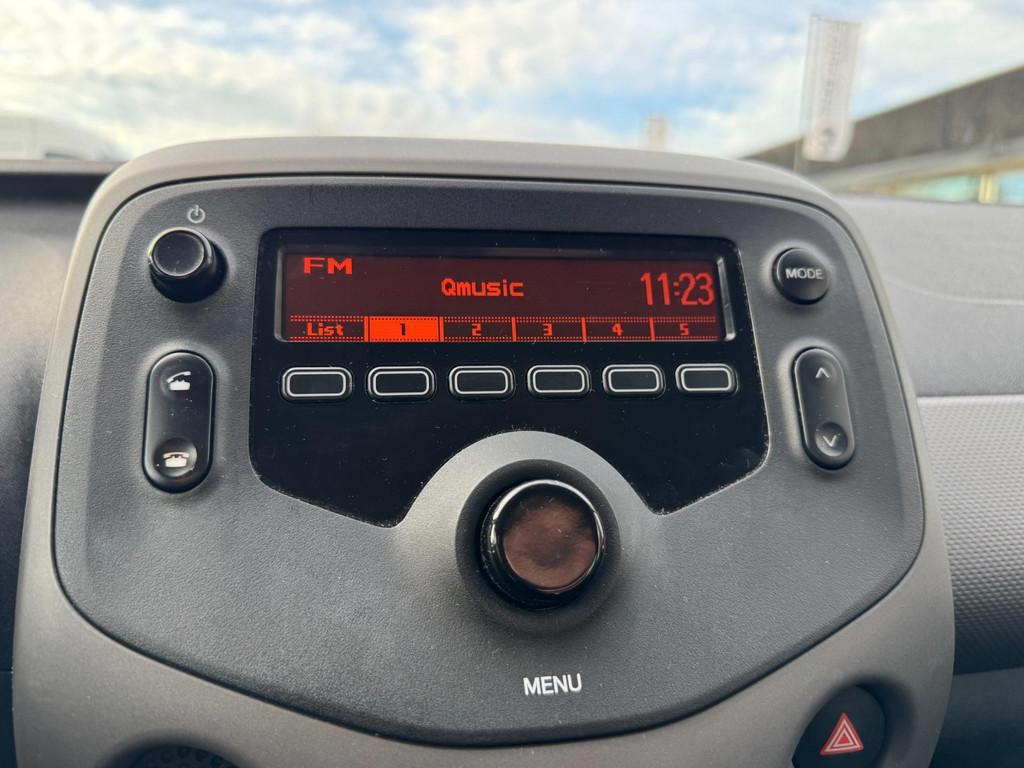 FM
Qmusic
11:23
List 1 2 3 4 5
MODE
MENU